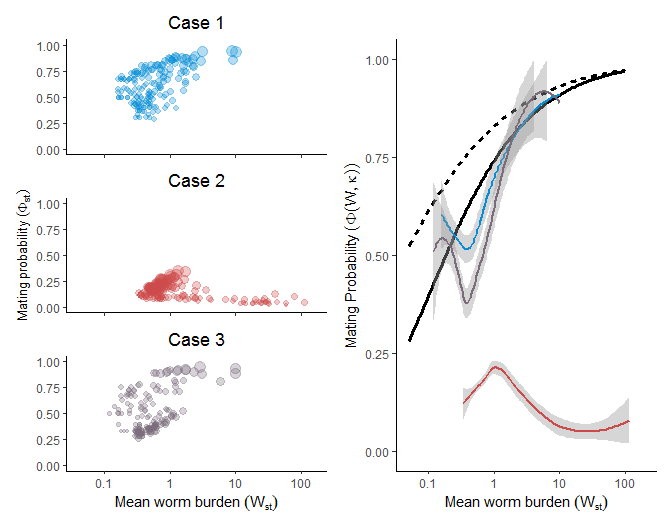 Case 1
1.00
0.75
0.50
0.25
0.00
Case 2
1.00
0.75
0.50
0.25
0.00
Mating probability (Φst)
Case 3
1.00
0.75
0.50
0.25
0.00
0.1 1 10 100
Mean worm burden (Wst)
1.00
0.75
0.50
0.25
0.00
Mating Probability (Φ(W, κ))
0.1 1 10 100
Mean worm burden (Wst)